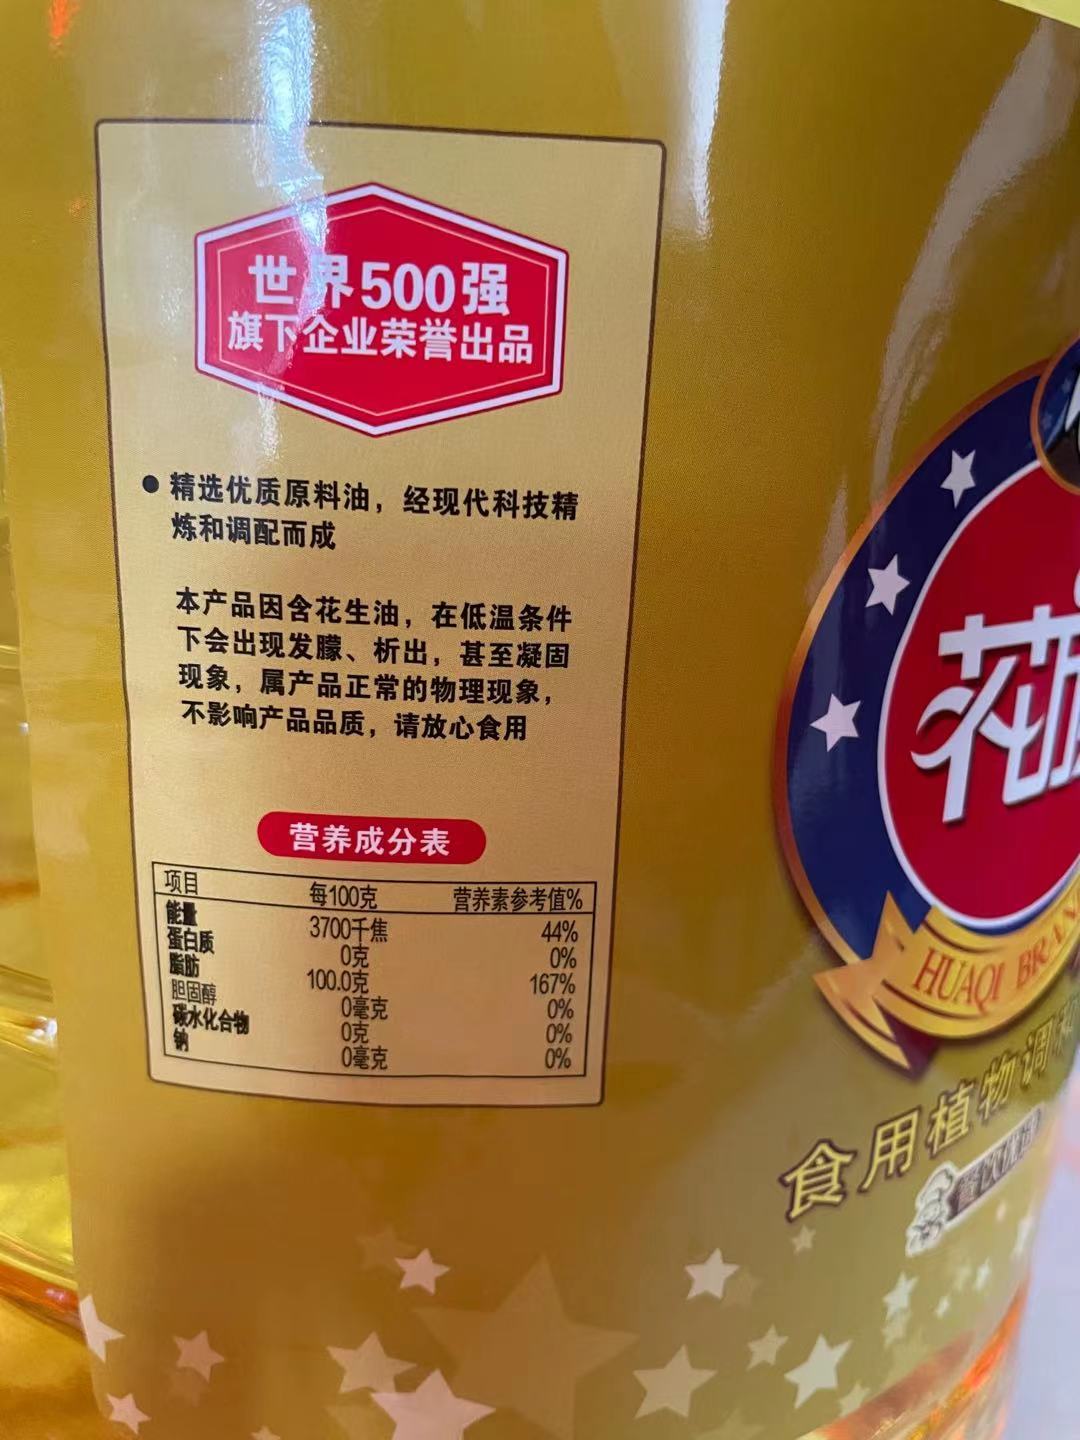 世界500强
旗下企业荣誉出品
● 精选优质原料油，经现代科技精
炼和调配而成
本产品因含花生油，在低温条件
下会出现发朦、析出，甚至凝固
现象，属产品正常的物理现象，
不影响产品品质，请放心食用
营养成分表
项目 每100克 营养素参考值%
能量 3700千焦 44%
蛋白质 0克 0%
脂肪 100.0克 167%
胆固醇 0毫克 0%
碳水化合物 0克 0%
钠 0毫克 0%
花
HUAQI BRAN
食用植物调和